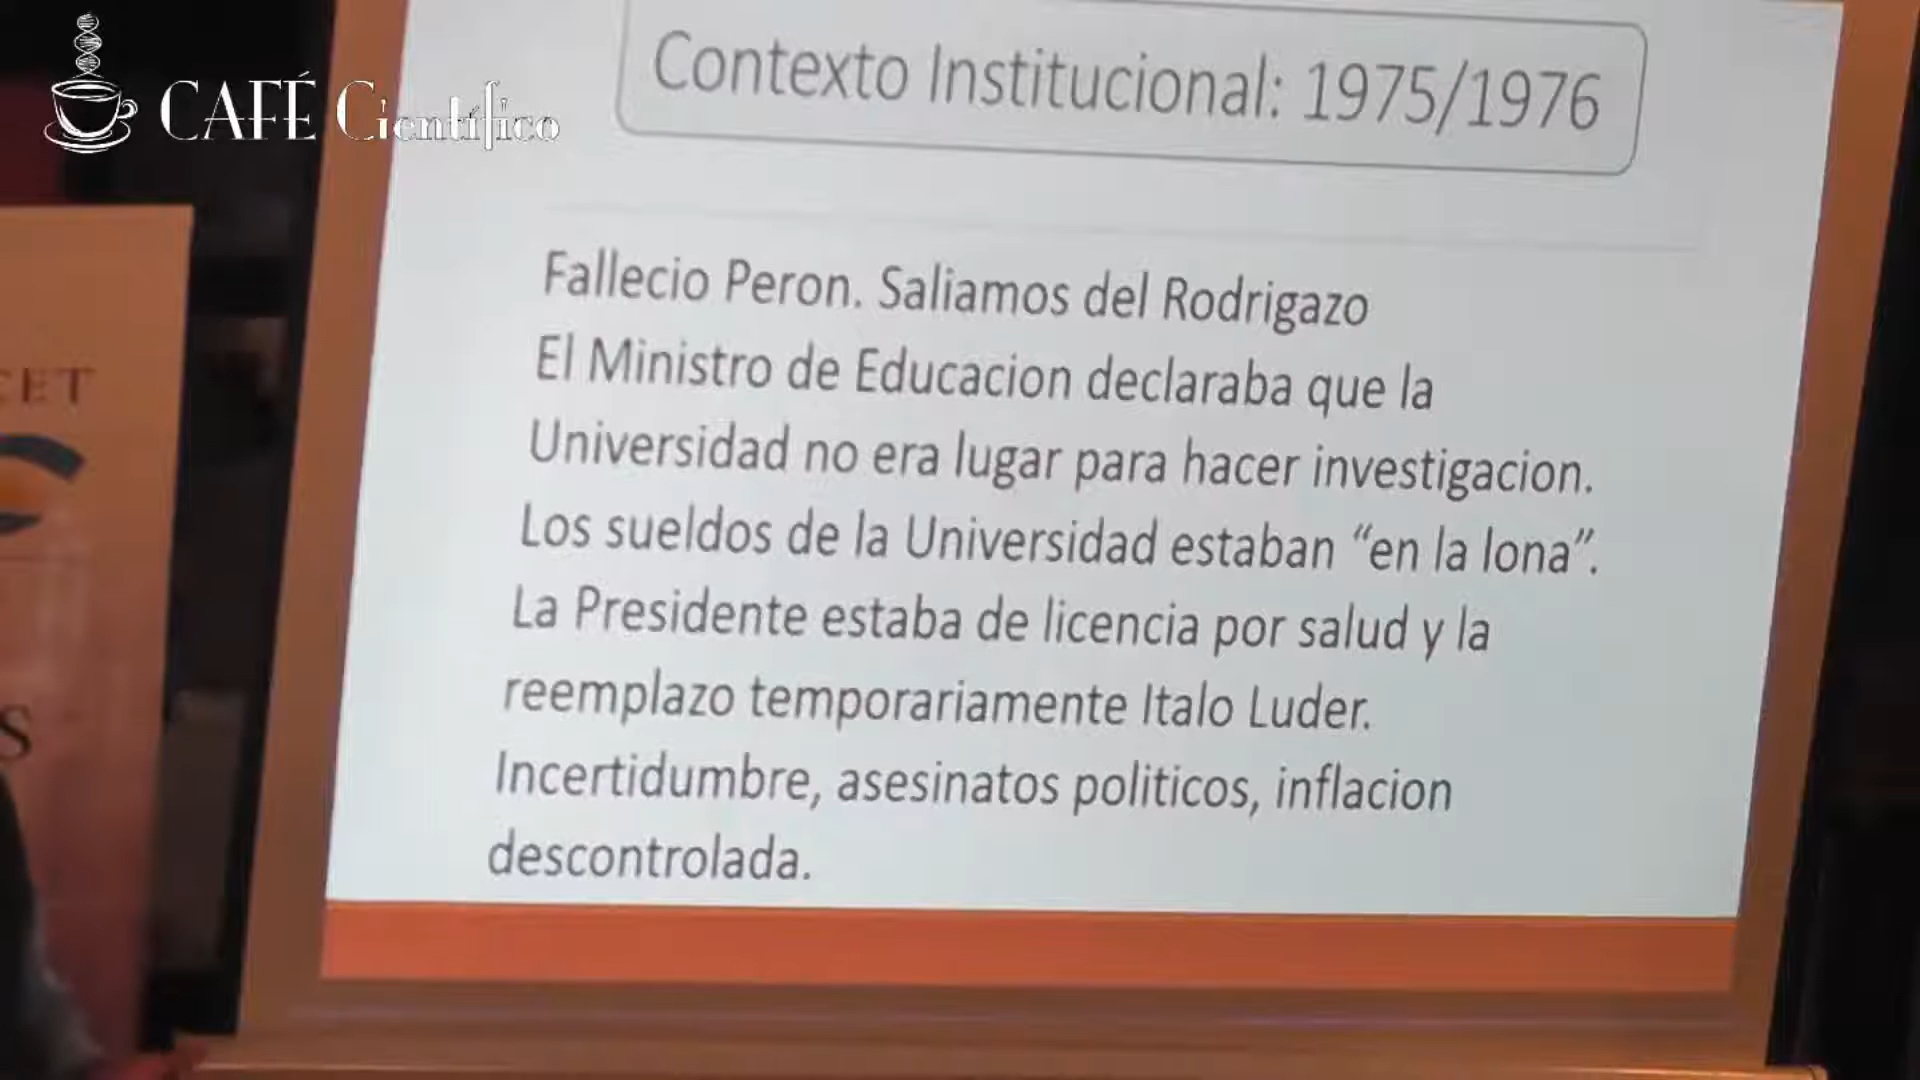 CAFÉ Científico
Contexto Institucional: 1975/1976
Fallecio Peron. Saliamos del Rodrigazo
El Ministro de Educacion declaraba que la
Universidad no era lugar para hacer investigacion.
Los sueldos de la Universidad estaban “en la lona”.
La Presidente estaba de licencia por salud y la
reemplazo temporariamente Italo Luder.
Incertidumbre, asesinatos politicos, inflacion
descontrolada.
CET
S